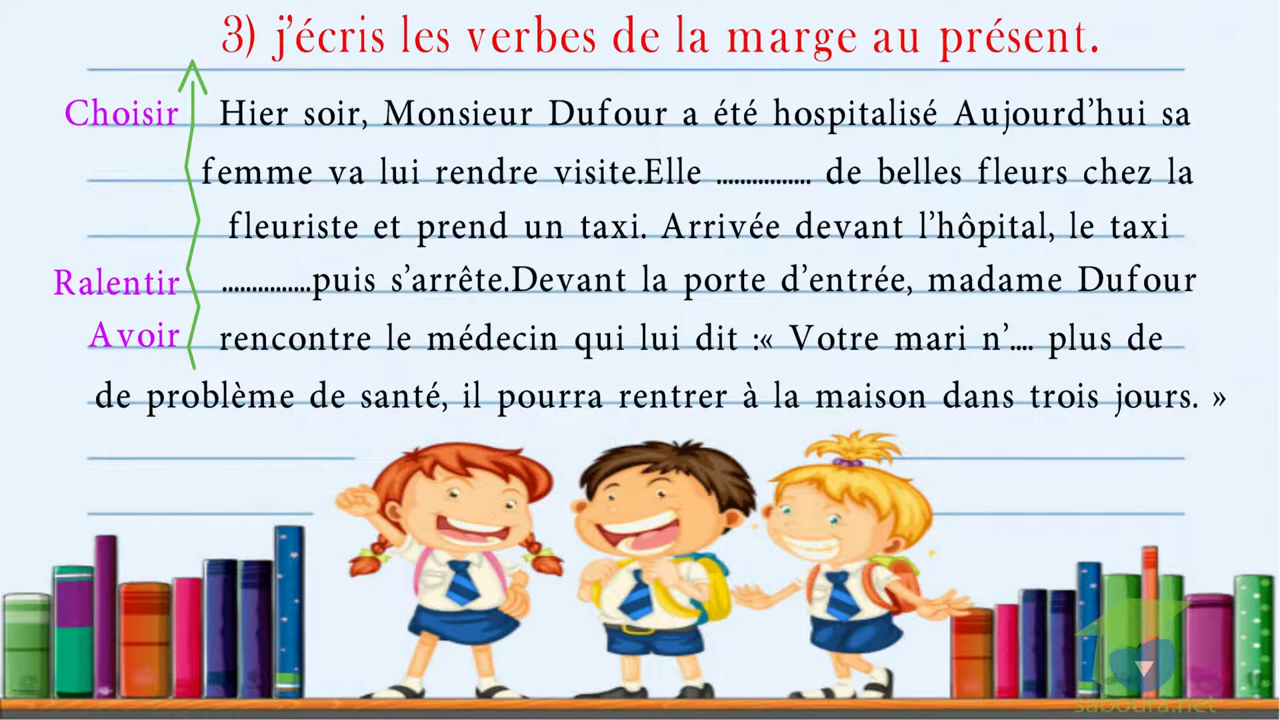 3) j'écris les verbes de la marge au présent.
Choisir Hier soir, Monsieur Dufour a été hospitalisé Aujourd'hui sa
femme va lui rendre visite.Elle ................ de belles fleurs chez la
fleuriste et prend un taxi. Arrivée devant l'hôpital, le taxi
Ralentir ...............puis s'arrête.Devant la porte d'entrée, madame Dufour
Avoir rencontre le médecin qui lui dit :« Votre mari n'.... plus de
de problème de santé, il pourra rentrer à la maison dans trois jours. »
saboura.net